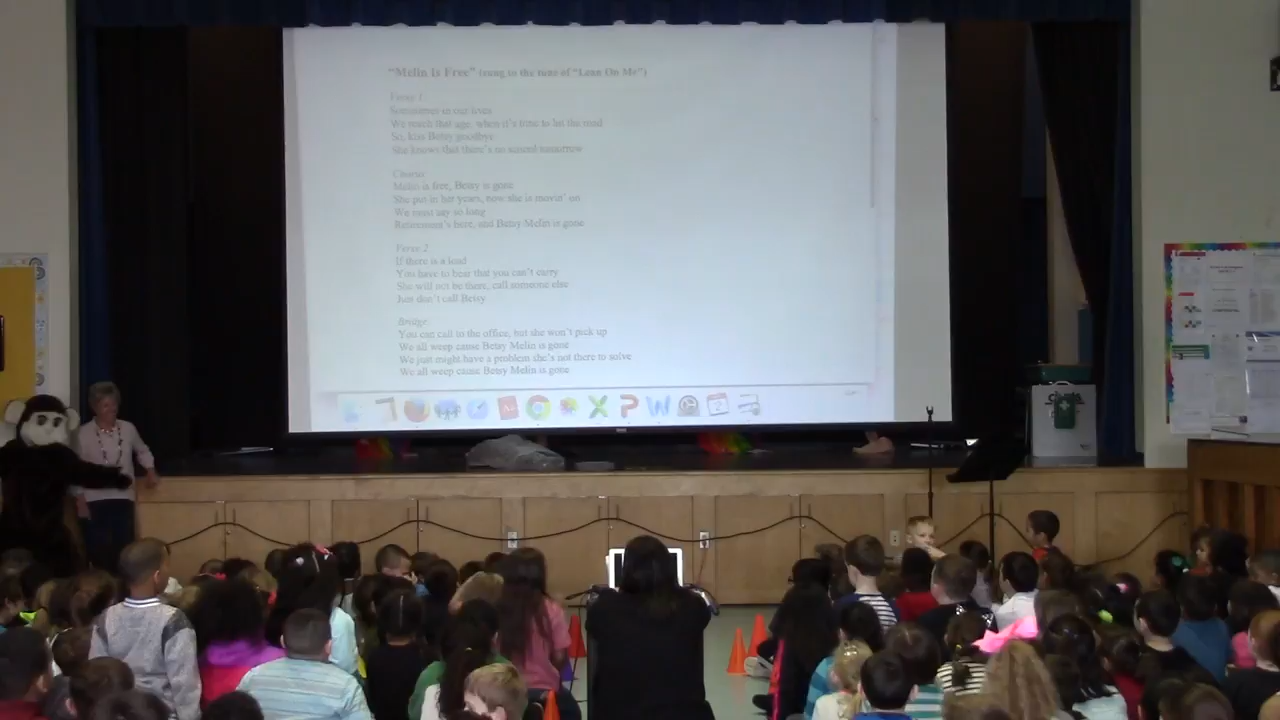 "Melin Is Free" (sung to the tune of "Lean On Me")
Verse 1:
Sometimes in our lives
We reach that age, when it's time to hit the road
So, kiss Betsy goodbye
She knows that there's no school tomorrow
Chorus:
Melin is free, Betsy is gone
She put in her years, now she is movin' on
We must say so long
Retirement's here, and Betsy Melin is gone
Verse 2
If there is a load
You have to bear that you can't carry
She will not be there, call someone else
Just don't call Betsy
Bridge:
You can call to the office, but she won't pick up
We all weep cause Betsy Melin is gone
We just might have a problem she's not there to solve
We all weep cause Betsy Melin is gone